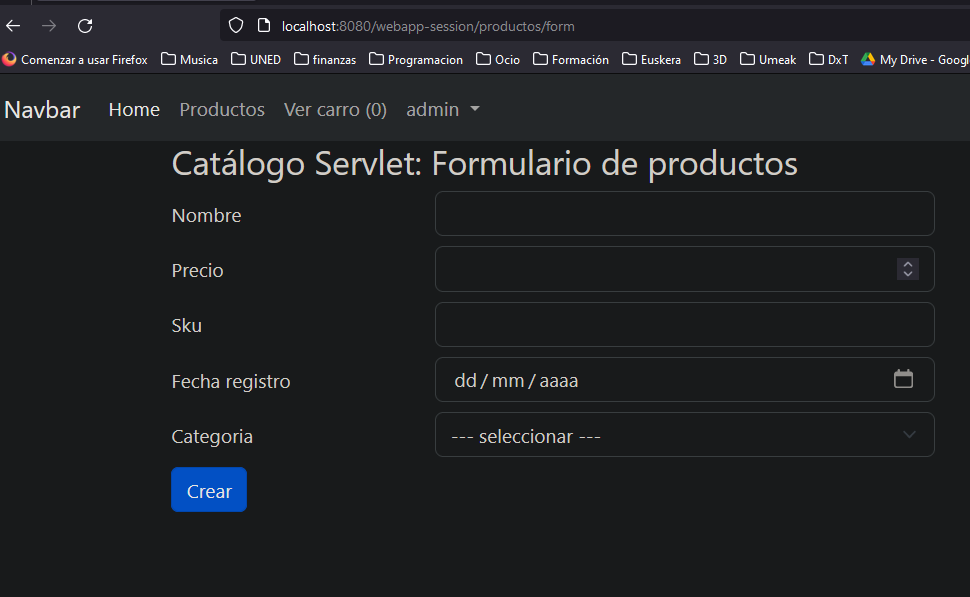 localhost:8080/webapp-session/productos/form
Comenzar a usar Firefox Musica UNED finanzas Programacion Ocio Formación Euskera 3D Umeak DxT My Drive - Googl
Navbar Home Productos Ver carro (0) admin
Catálogo Servlet: Formulario de productos
Nombre
Precio
Sku
Fecha registro dd / mm / aaaa
Categoria --- seleccionar ---
Crear